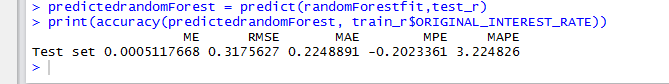 > predictedrandomForest = predict(randomForestfit,test_r)
> print(accuracy(predictedrandomForest, train_r$ORIGINAL_INTEREST_RATE))
                   ME      RMSE       MAE        MPE     MAPE
Test set 0.0005117668 0.3175627 0.2248891 -0.2023361 3.224826
>